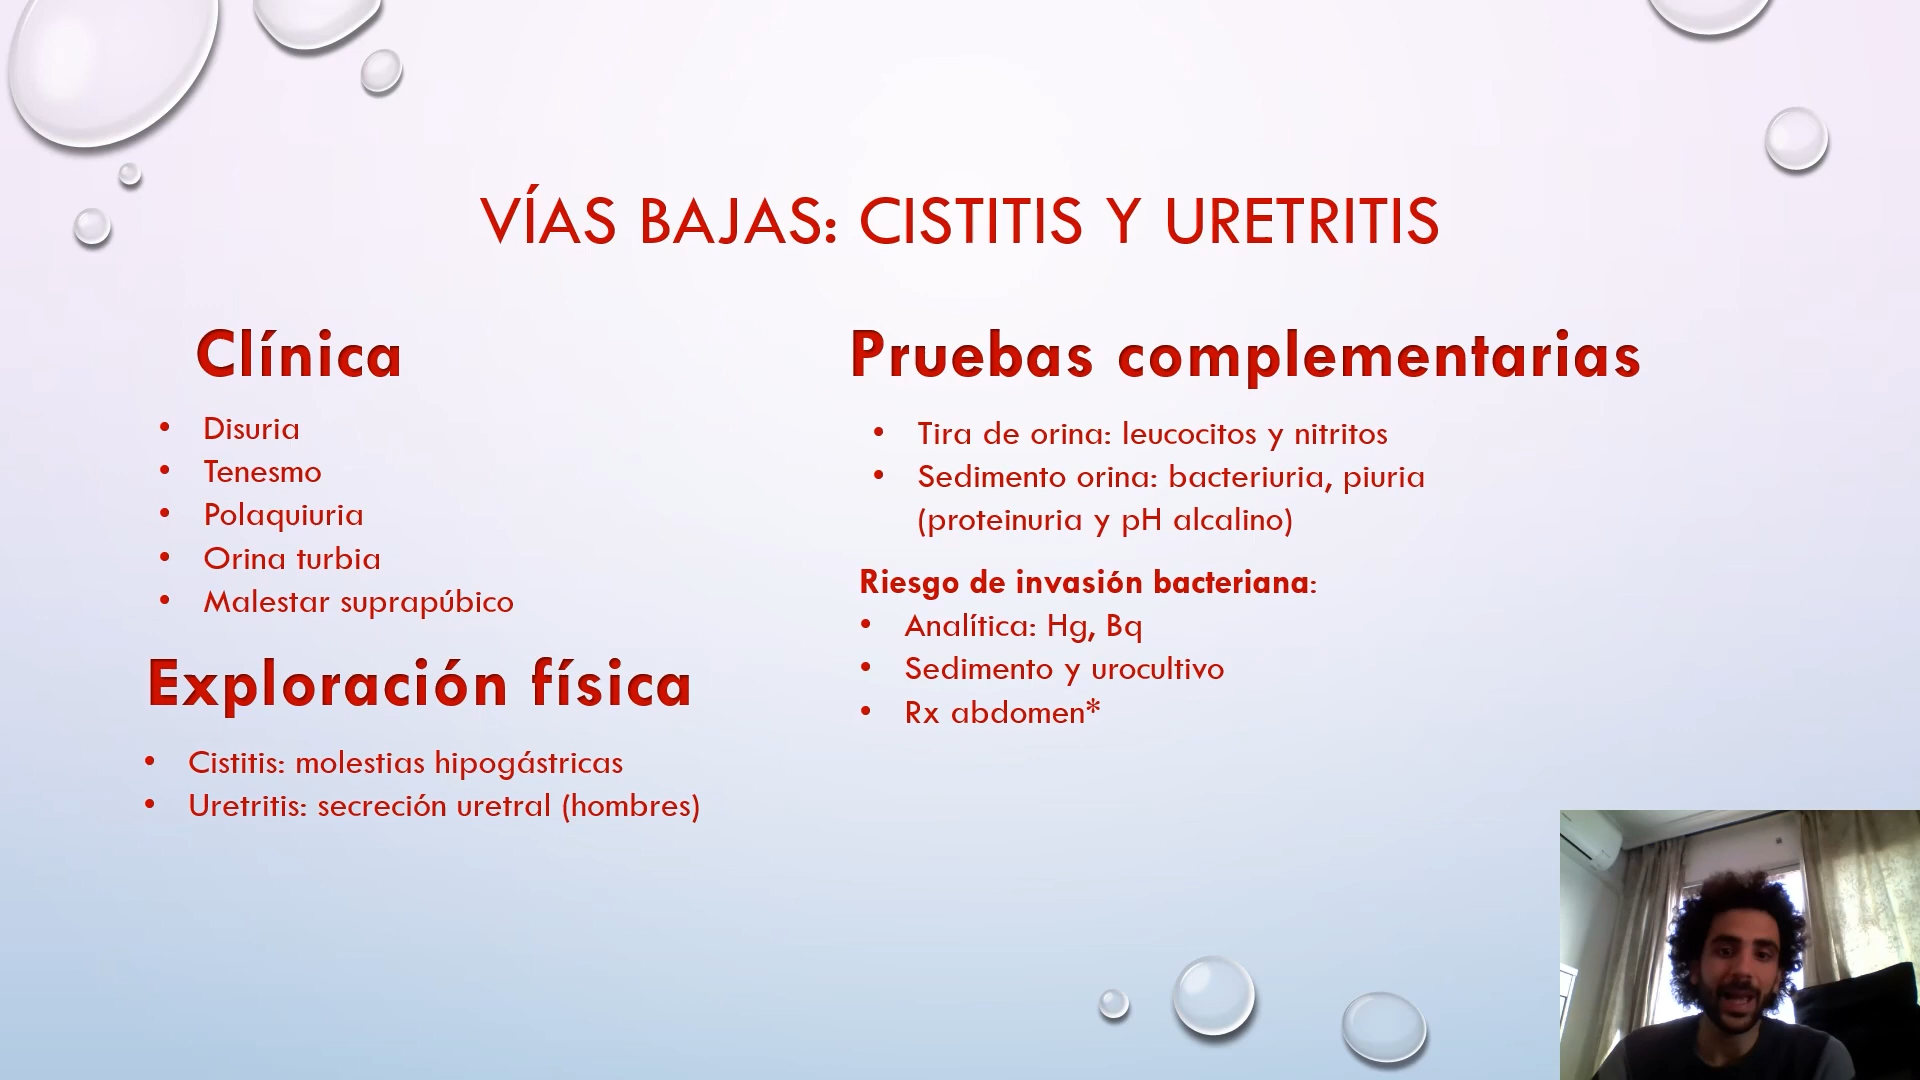 VÍAS BAJAS: CISTITIS Y URETRITIS
Clínica
• Disuria
• Tenesmo
• Polaquiuria
• Orina turbia
• Malestar suprapúbico
Exploración física
• Cistitis: molestias hipogástricas
• Uretritis: secreción uretral (hombres)
Pruebas complementarias
• Tira de orina: leucocitos y nitritos
• Sedimento orina: bacteriuria, piuria
(proteinuria y pH alcalino)
Riesgo de invasión bacteriana:
• Analítica: Hg, Bq
• Sedimento y urocultivo
• Rx abdomen*